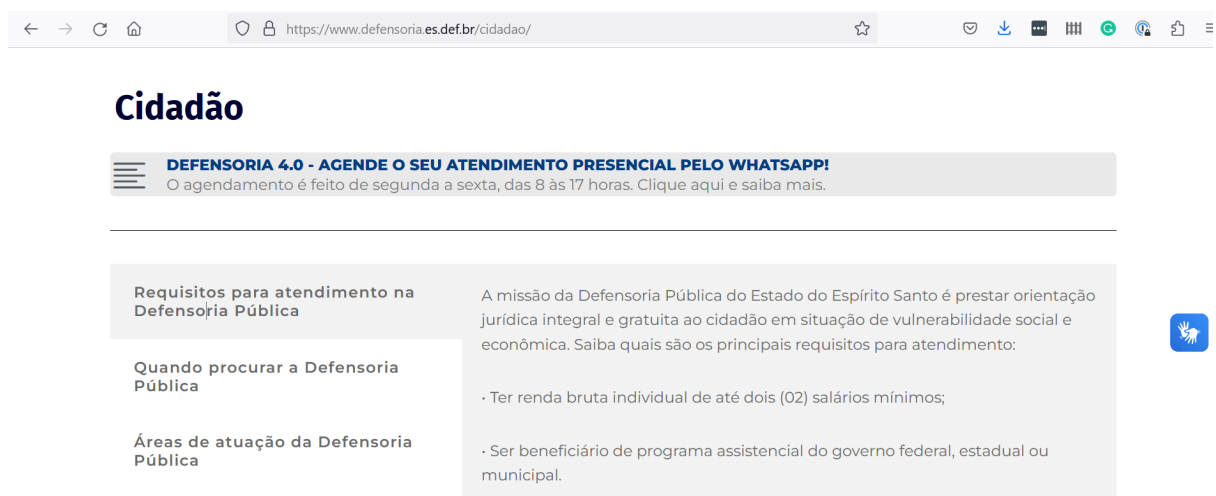 https://www.defensoria.es.def.br/cidadao/
Cidadão
DEFENSORIA 4.0 - AGENDE O SEU ATENDIMENTO PRESENCIAL PELO WHATSAPP!
O agendamento é feito de segunda a sexta, das 8 às 17 horas. Clique aqui e saiba mais.
Requisitos para atendimento na
Defensoria Pública
Quando procurar a Defensoria
Pública
Áreas de atuação da Defensoria
Pública
A missão da Defensoria Pública do Estado do Espírito Santo é prestar orientação
jurídica integral e gratuita ao cidadão em situação de vulnerabilidade social e
econômica. Saiba quais são os principais requisitos para atendimento:
• Ter renda bruta individual de até dois (02) salários mínimos;
• Ser beneficiário de programa assistencial do governo federal, estadual ou
municipal.